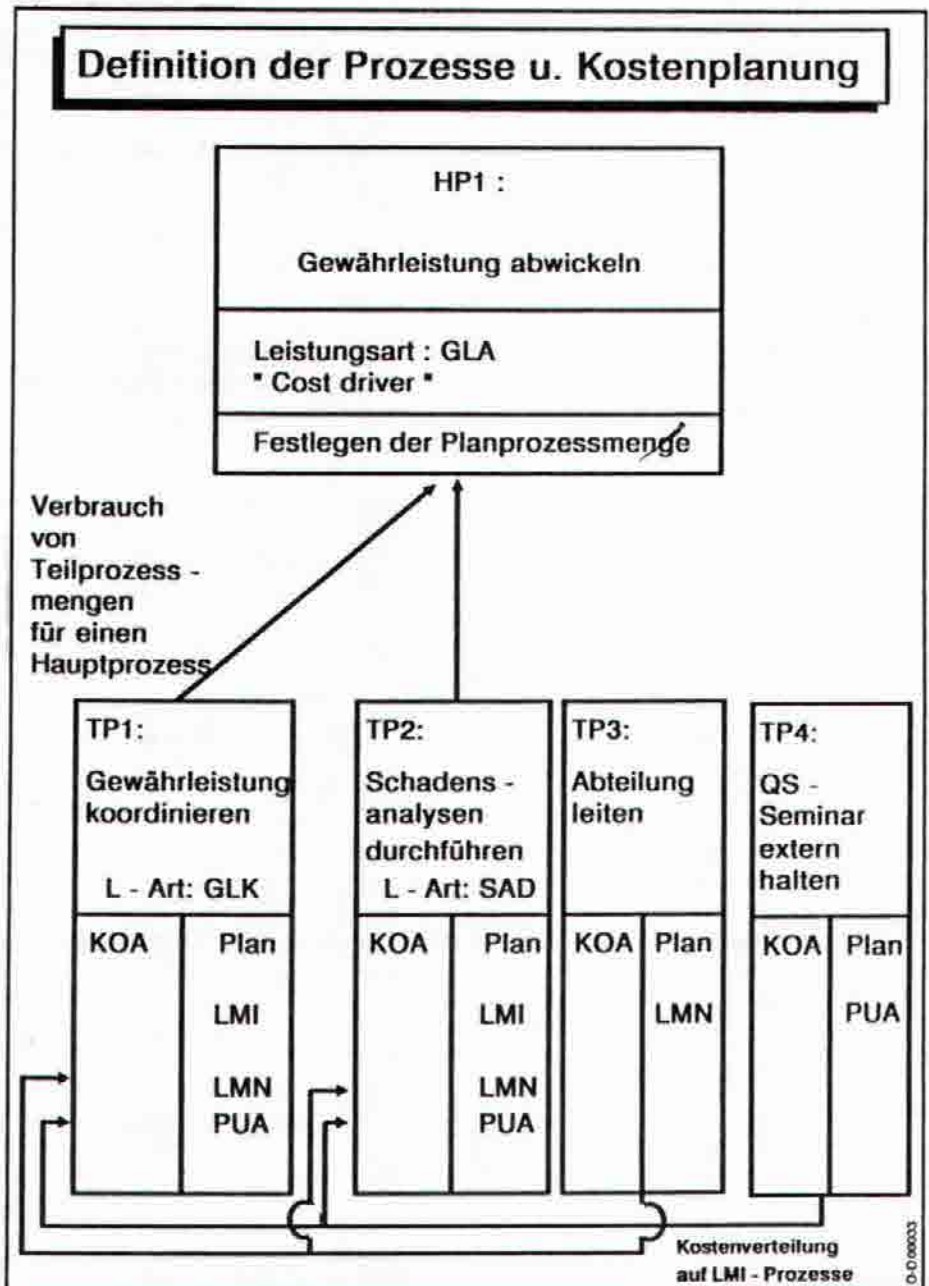 Definition der Prozesse u. Kostenplanung
HP1 :
Gewährleistung abwickeln
Leistungsart : GLA
" Cost driver "
Festlegen der Planprozessmenge
Verbrauch
von
Teilprozess -
mengen
für einen
Hauptprozess
TP1:
Gewährleistung
koordinieren
L - Art: GLK
KOA Plan
LMI
LMN
PUA
TP2:
Schadens -
analysen
durchführen
L - Art: SAD
KOA Plan
LMI
LMN
PUA
TP3:
Abteilung
leiten
KOA Plan
LMN
TP4:
QS -
Seminar
extern
halten
KOA Plan
PUA
Kostenverteilung
auf LMI - Prozesse